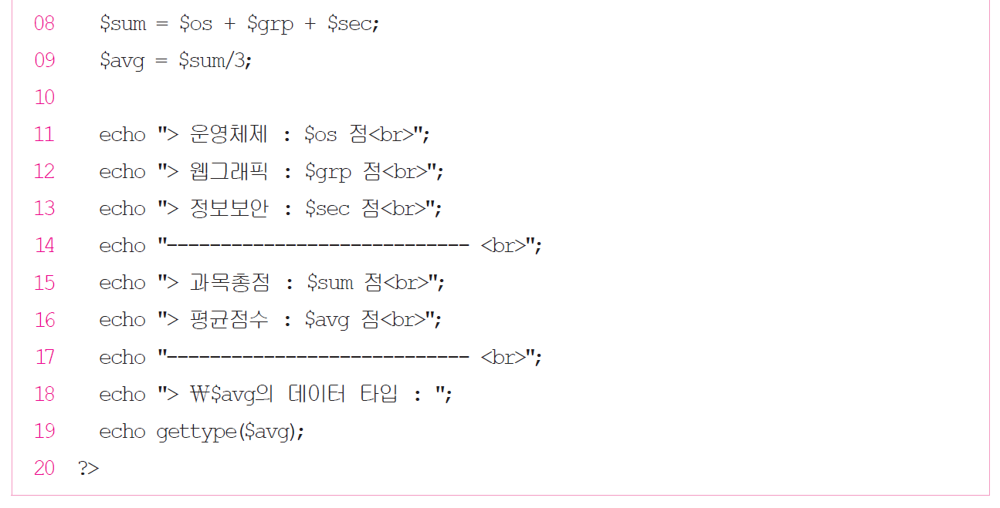 08 $sum = $os + $grp + $sec;
09 $avg = $sum/3;
10
11 echo "> 운영체제 : $os 점<br>";
12 echo "> 웹그래픽 : $grp 점<br>";
13 echo "> 정보보안 : $sec 점<br>";
14 echo "---------------------------- <br>";
15 echo "> 과목총점 : $sum 점<br>";
16 echo "> 평균점수 : $avg 점<br>";
17 echo "---------------------------- <br>";
18 echo "> ₩$avg의 데이터 타입 : ";
19 echo gettype($avg);
20 ?>